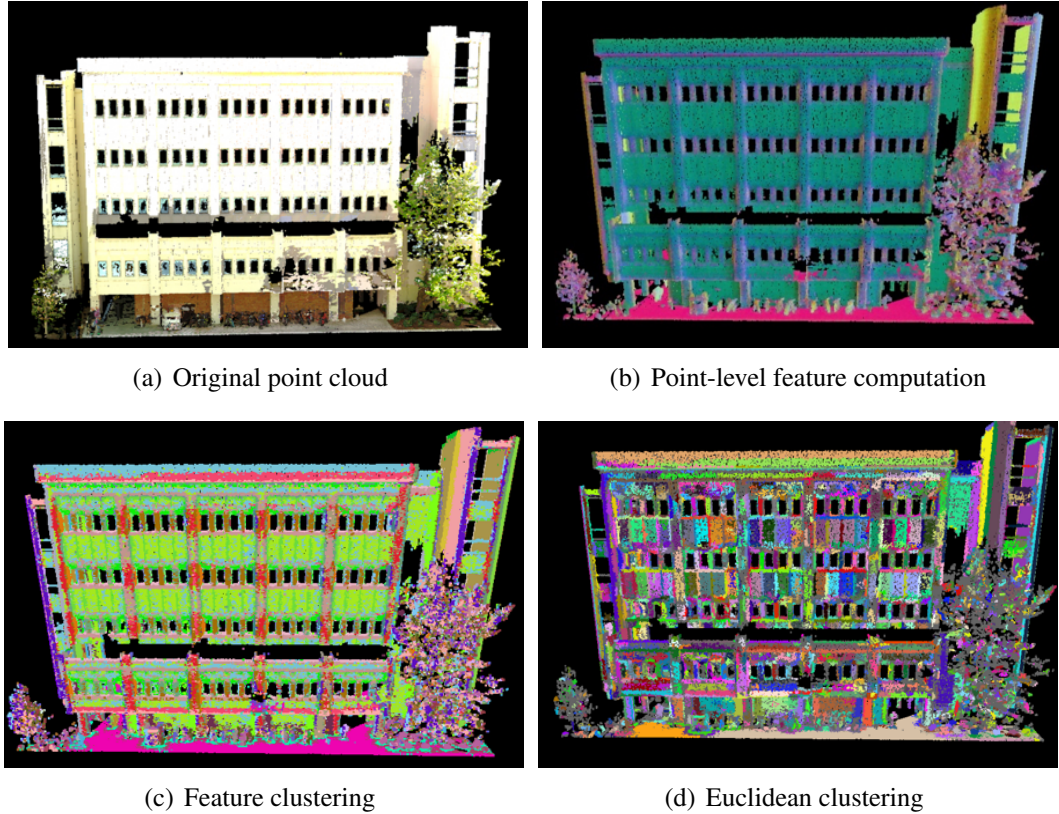 (a) Original point cloud
(b) Point-level feature computation
(c) Feature clustering
(d) Euclidean clustering